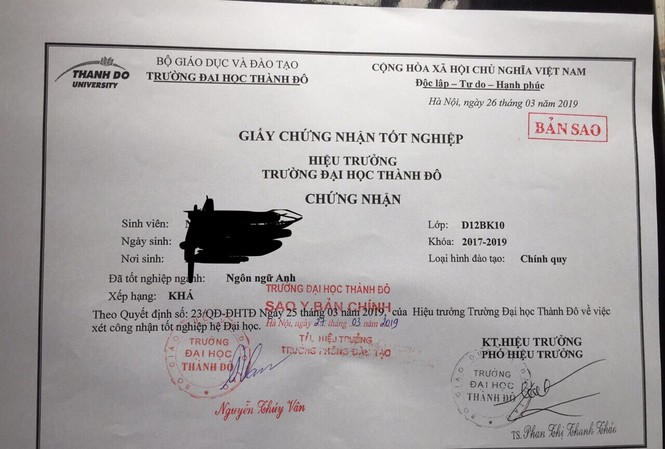 THANH DO
UNIVERSITY
BỘ GIÁO DỤC VÀ ĐÀO TẠO
TRƯỜNG ĐẠI HỌC THÀNH ĐÔ
CỘNG HÒA XÃ HỘI CHỦ NGHĨA VIỆT NAM
Độc lập – Tự do – Hạnh phúc
Hà Nội, ngày 26 tháng 03 năm 2019
BẢN SAO
GIẤY CHỨNG NHẬN TỐT NGHIỆP
HIỆU TRƯỞNG
TRƯỜNG ĐẠI HỌC THÀNH ĐÔ
CHỨNG NHẬN
Sinh viên:
Lớp: D12BK10
Ngày sinh:
Khóa: 2017-2019
Nơi sinh:
Loại hình đào tạo: Chính quy
Đã tốt nghiệp ngành: Ngôn ngữ Anh
Xếp hạng: KHÁ
TRƯỜNG ĐẠI HỌC THÀNH ĐÔ
SAO Y BẢN CHÍNH
Theo Quyết định số: 23/QĐ-ĐHTĐ Ngày 25 tháng 03 năm 2019, của Hiệu trưởng Trường Đại học Thành Đô về việc
xét công nhận tốt nghiệp hệ Đại học.
Hà Nội, ngày 27 tháng 03 năm 2019
T/L HIỆU TRƯỞNG
TRƯỞNG PHÒNG ĐÀO TẠO
TRƯỜNG
ĐẠI HỌC
THÀNH ĐÔ
Nguyễn Thúy Vân
KT.HIỆU TRƯỞNG
PHÓ HIỆU TRƯỞNG
TRƯỜNG
ĐẠI HỌC
THÀNH ĐÔ
TS. Phan Thị Thanh Thảo